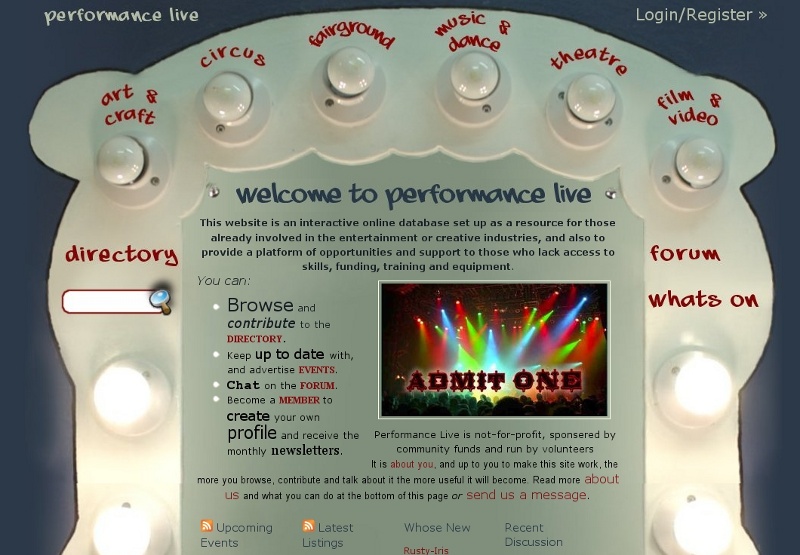 performance live
Login/Register »
art & craft
circus
fairground
music & dance
theatre
film & video
welcome to performance live
This website is an interactive online database set up as a resource for those
already involved in the entertainment or creative industries, and also to
provide a platform of opportunities and support to those who lack access to
skills, funding, training and equipment.
directory
forum
whats on
You can:
Browse and
contribute to the
DIRECTORY.
Keep up to date with,
and advertise EVENTS.
Chat on the FORUM.
Become a MEMBER to
create your own
profile and receive the
monthly newsletters.
ADMIT ONE
Performance Live is not-for-profit, sponsered by
community funds and run by volunteers
It is about you, and up to you to make this site work, the
more you browse, contribute and talk about it the more useful it will become. Read more about
us and what you can do at the bottom of this page or send us a message.
Upcoming Events
Latest Listings
Whose New
Recent Discussion
Rusty-Iris